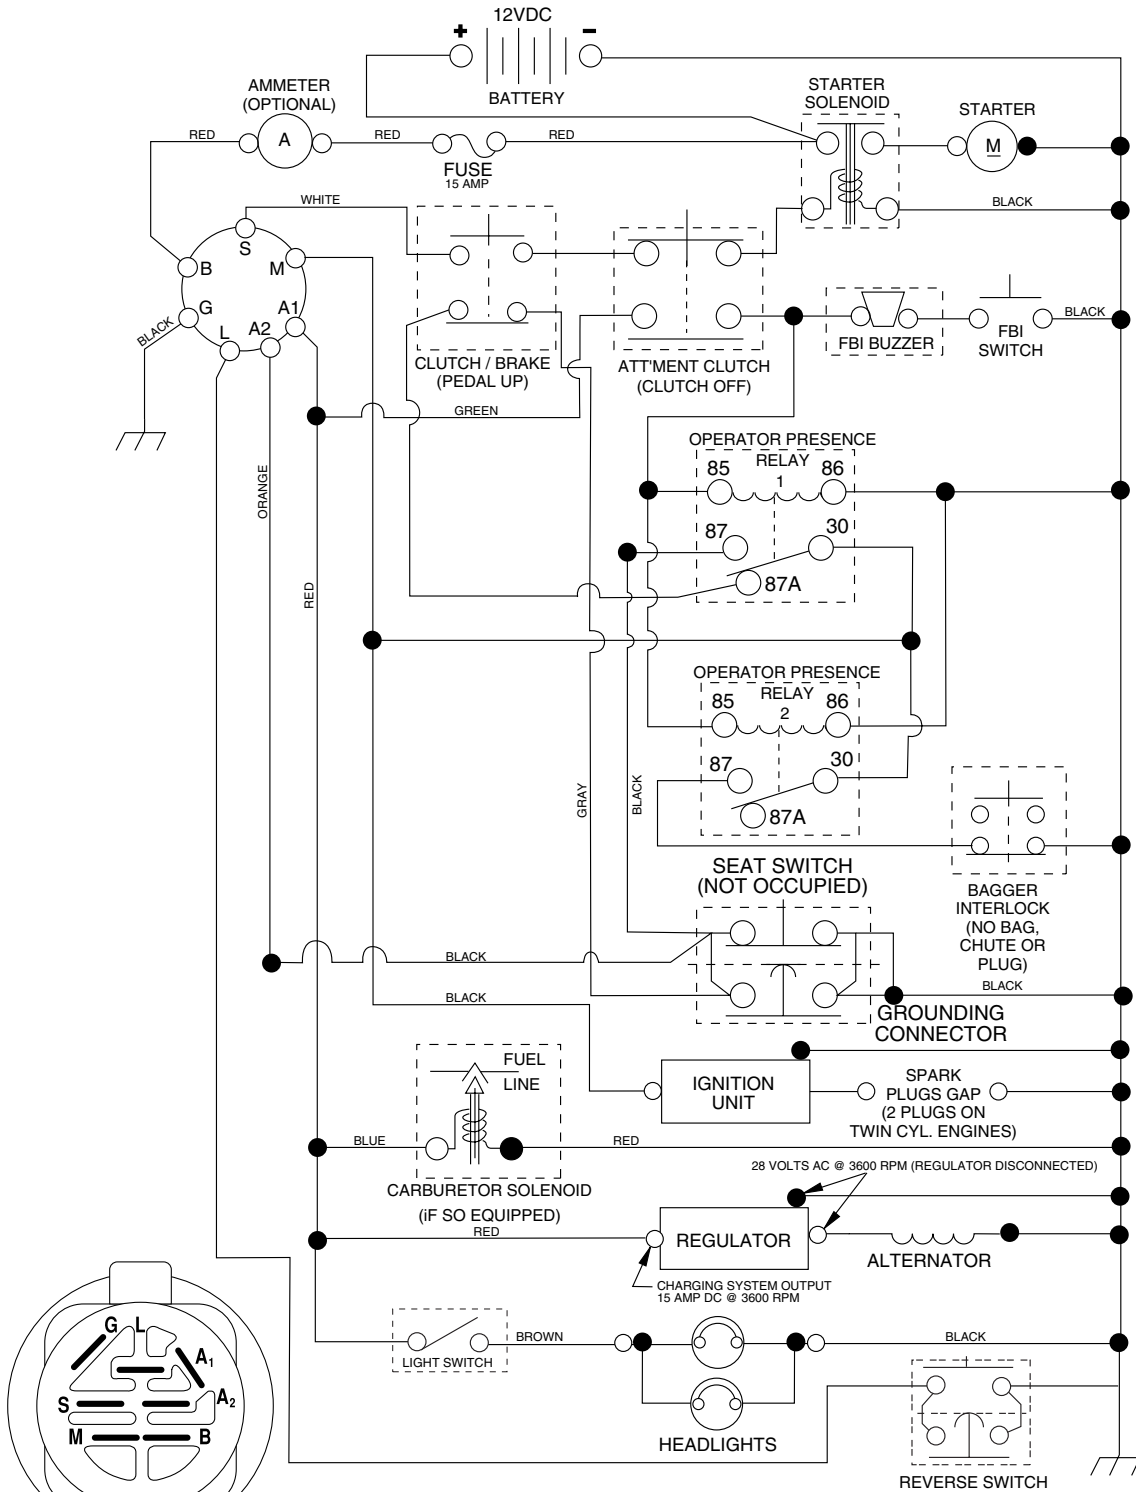 12VDC
+
-
BATTERY
AMMETER
(OPTIONAL)
STARTER
SOLENOID
STARTER
RED
A
RED
FUSE
15 AMP
RED
M
WHITE
BLACK
S
B
M
G
A1
L
A2
BLACK
CLUTCH / BRAKE
(PEDAL UP)
ATT'MENT CLUTCH
(CLUTCH OFF)
FBI BUZZER
FBI
SWITCH
BLACK
GREEN
OPERATOR PRESENCE
RELAY
1
85
86
87
30
87A
ORANGE
RED
OPERATOR PRESENCE
RELAY
2
85
86
87
30
87A
GRAY
BLACK
SEAT SWITCH
(NOT OCCUPIED)
BAGGER
INTERLOCK
(NO BAG,
CHUTE OR
PLUG)
BLACK
BLACK
BLACK
GROUNDING
CONNECTOR
FUEL
LINE
IGNITION
UNIT
SPARK
PLUGS GAP
(2 PLUGS ON
TWIN CYL. ENGINES)
BLUE
RED
CARBURETOR SOLENOID
(iF SO EQUIPPED)
28 VOLTS AC @ 3600 RPM (REGULATOR DISCONNECTED)
RED
REGULATOR
ALTERNATOR
CHARGING SYSTEM OUTPUT
15 AMP DC @ 3600 RPM
LIGHT SWITCH
BROWN
BLACK
HEADLIGHTS
REVERSE SWITCH
G
L
A1
A2
S
M
B